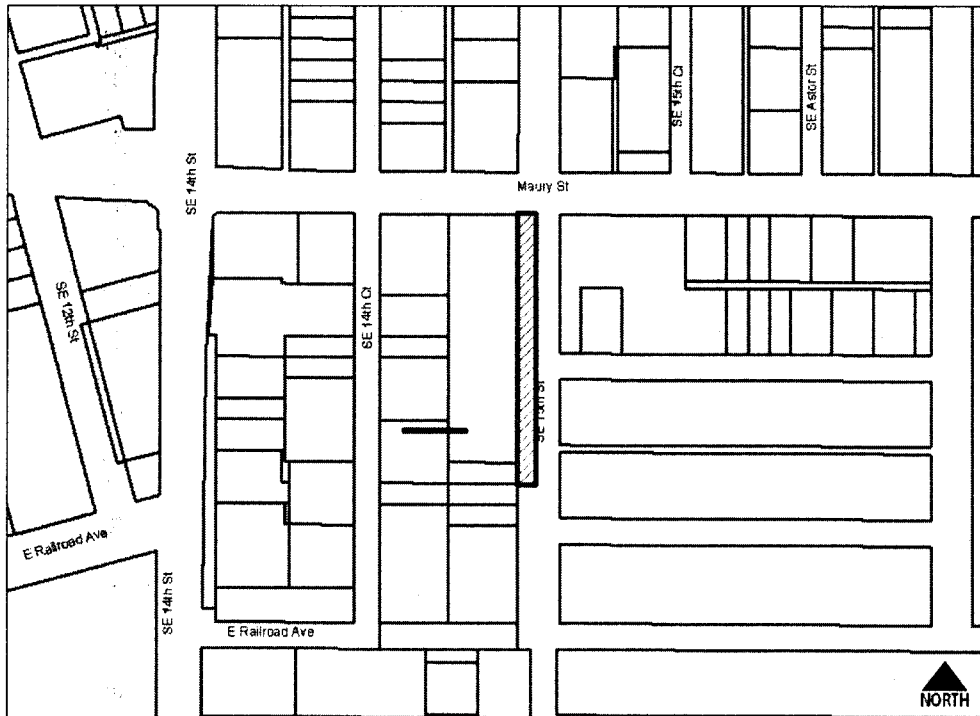 SE 15th Ct
SE Astor St
SE 14th St
Maury St
SE 12th St
SE 14th Ct
SE 15th St
E Railroad Ave
SE 14th St
E Railroad Ave
NORTH